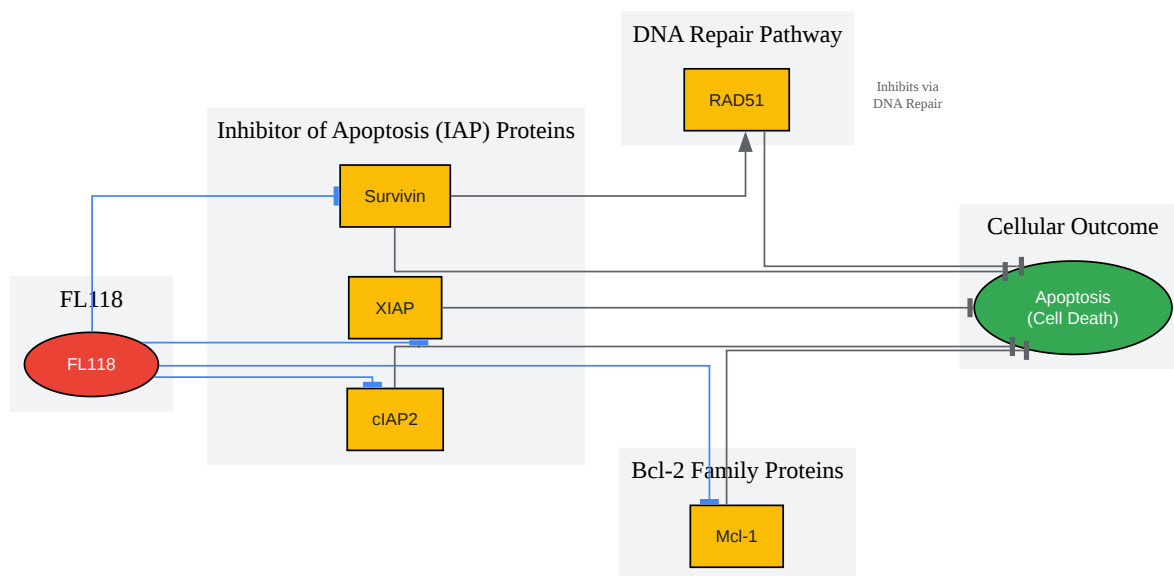 DNA Repair Pathway
RAD51
Inhibits via
DNA Repair
Inhibitor of Apoptosis (IAP) Proteins
Survivin
XIAP
cIAP2
FL118
FL118
Cellular Outcome
Apoptosis
(Cell Death)
Bcl-2 Family Proteins
Mcl-1